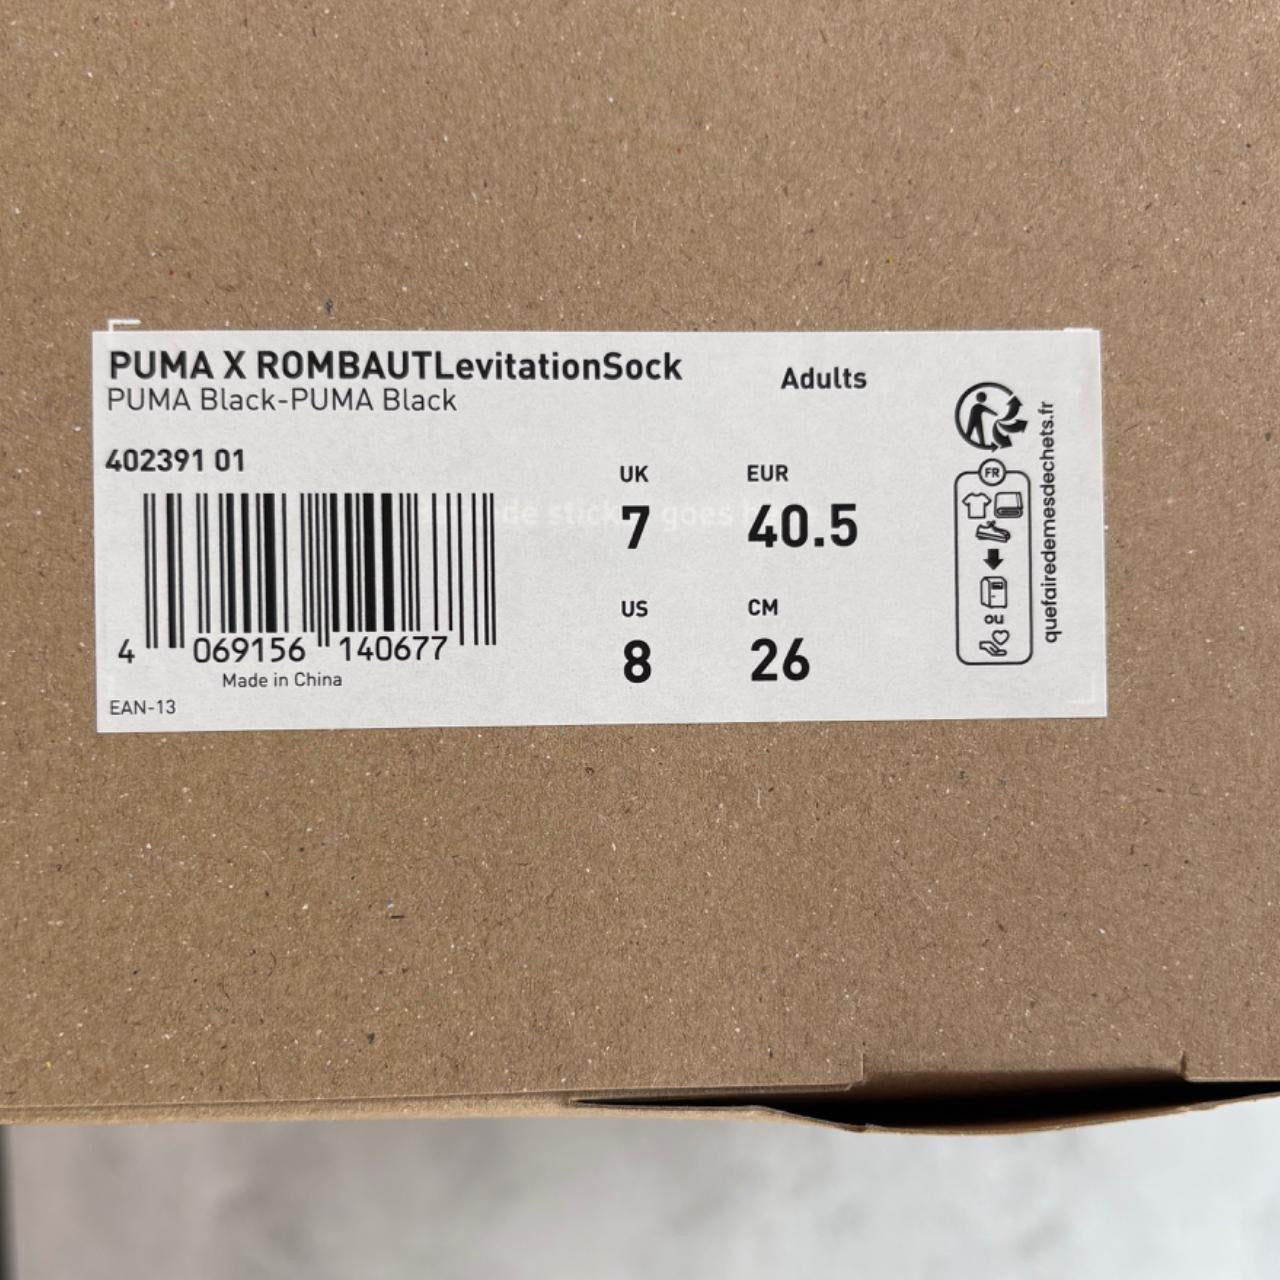 PUMA X ROMBAUTLevitationSock
Adults
PUMA Black-PUMA Black
402391 01
UK
EUR
7
40.5
US
CM
8
26
4 069156 140677
Made in China
EAN-13
FR
ou
quefairedemesdechets.fr